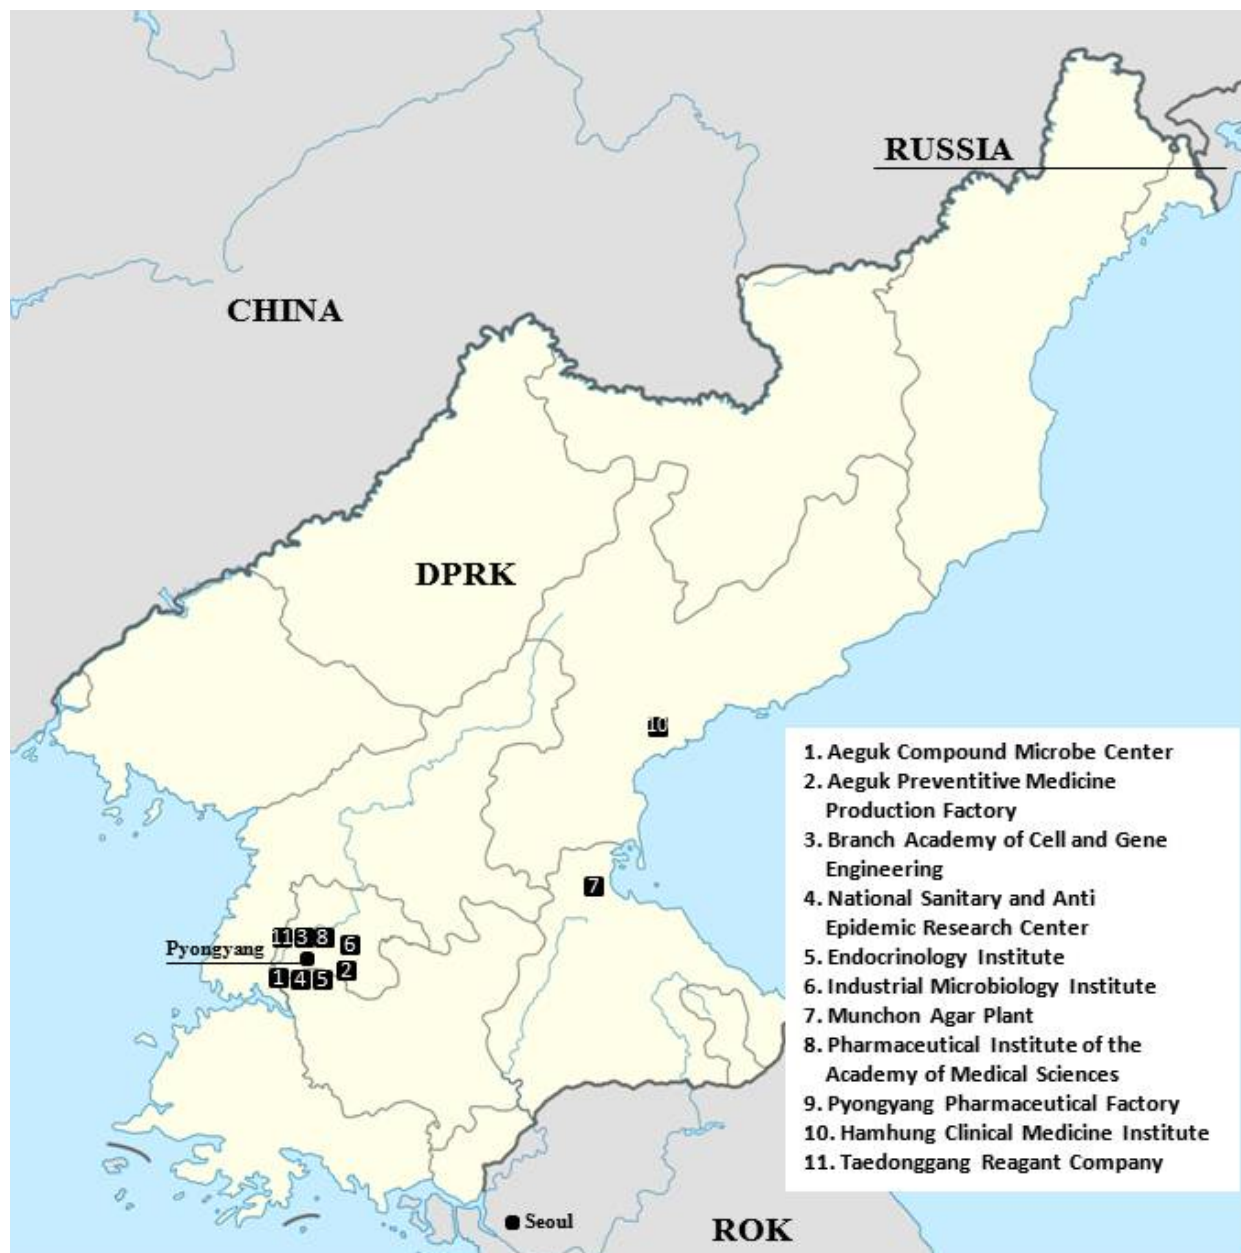 RUSSIA
CHINA
DPRK
10
7
11 3 8
6
Pyongyang
2
1 4 5
1. Aeguk Compound Microbe Center
2. Aeguk Preventitive Medicine
Production Factory
3. Branch Academy of Cell and Gene
Engineering
4. National Sanitary and Anti
Epidemic Research Center
5. Endocrinology Institute
6. Industrial Microbiology Institute
7. Munchon Agar Plant
8. Pharmaceutical Institute of the
Academy of Medical Sciences
9. Pyongyang Pharmaceutical Factory
10. Hamhung Clinical Medicine Institute
11. Taedonggang Reagant Company
Seoul
ROK